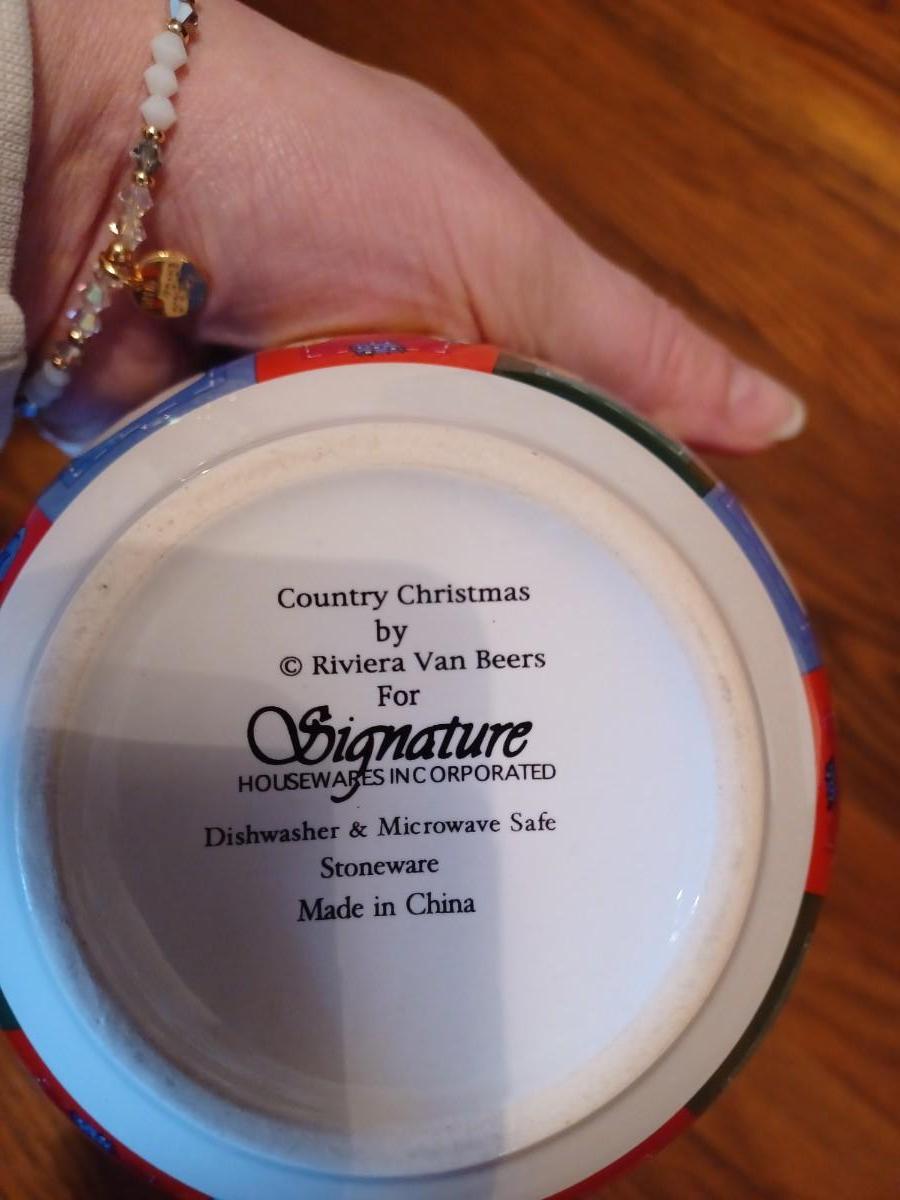 Country Christmas
by
© Riviera Van Beers
For
Signature
HOUSEWARES INCORPORATED
Dishwasher & Microwave Safe
Stoneware
Made in China